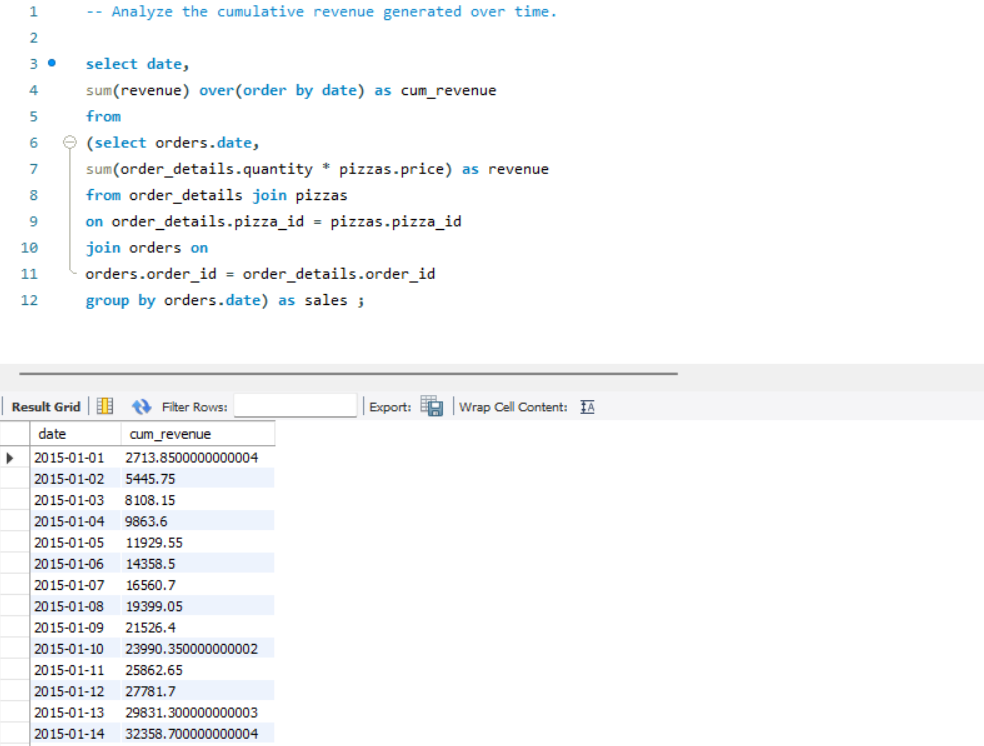 1 -- Analyze the cumulative revenue generated over time.
2
3 select date,
4 sum(revenue) over(order by date) as cum_revenue
5 from
6 (select orders.date,
7 sum(order_details.quantity * pizzas.price) as revenue
8 from order_details join pizzas
9 on order_details.pizza_id = pizzas.pizza_id
10 join orders on
11 orders.order_id = order_details.order_id
12 group by orders.date) as sales ;
Result Grid Filter Rows: Export: Wrap Cell Content: IA
date cum_revenue
2015-01-01 2713.8500000000004
2015-01-02 5445.75
2015-01-03 8108.15
2015-01-04 9863.6
2015-01-05 11929.55
2015-01-06 14358.5
2015-01-07 16560.7
2015-01-08 19399.05
2015-01-09 21526.4
2015-01-10 23990.350000000002
2015-01-11 25862.65
2015-01-12 27781.7
2015-01-13 29831.300000000003
2015-01-14 32358.700000000004